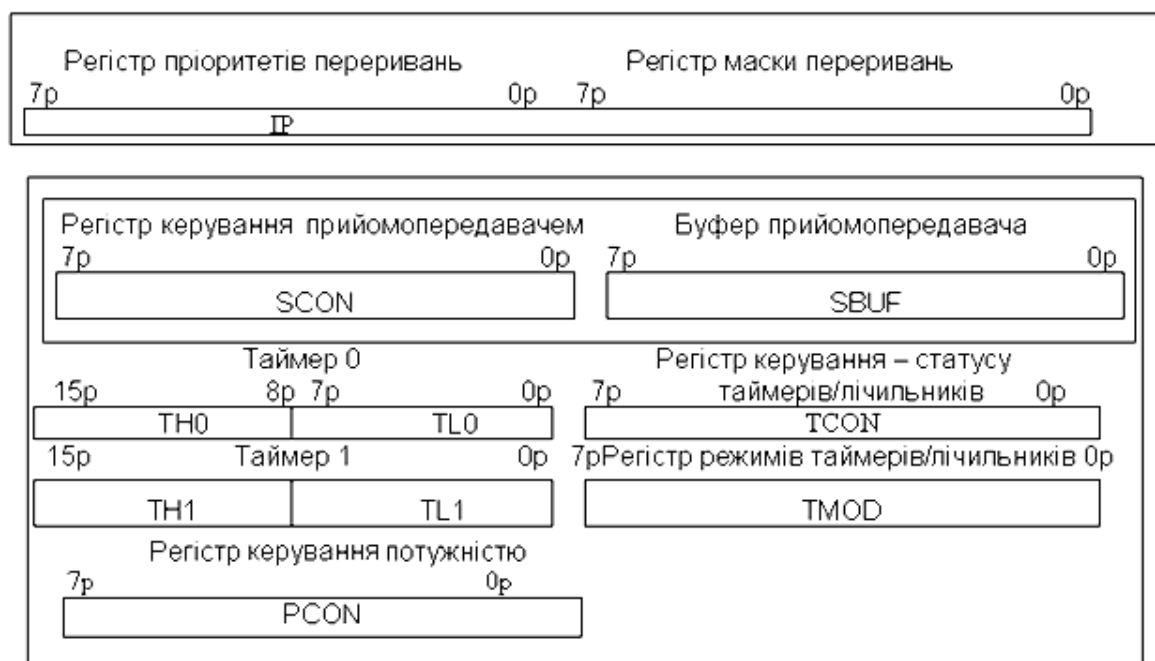 Регістр пріоритетів переривань Регістр маски переривань
7р 0р 7р 0р
IP
Регістр керування прийомопередавачем Буфер прийомопередавача
7р 0р 7р 0р
SCON SBUF
Таймер 0 Регістр керування – статусу
15р 8р 7р 0р 7р таймерів/лічильників 0р
TH0 TL0 TCON
15р Таймер 1 0р 7рРегістр режимів таймерів/лічильників 0р
TH1 TL1 TMOD
Регістр керування потужністю
7р 0р
PCON